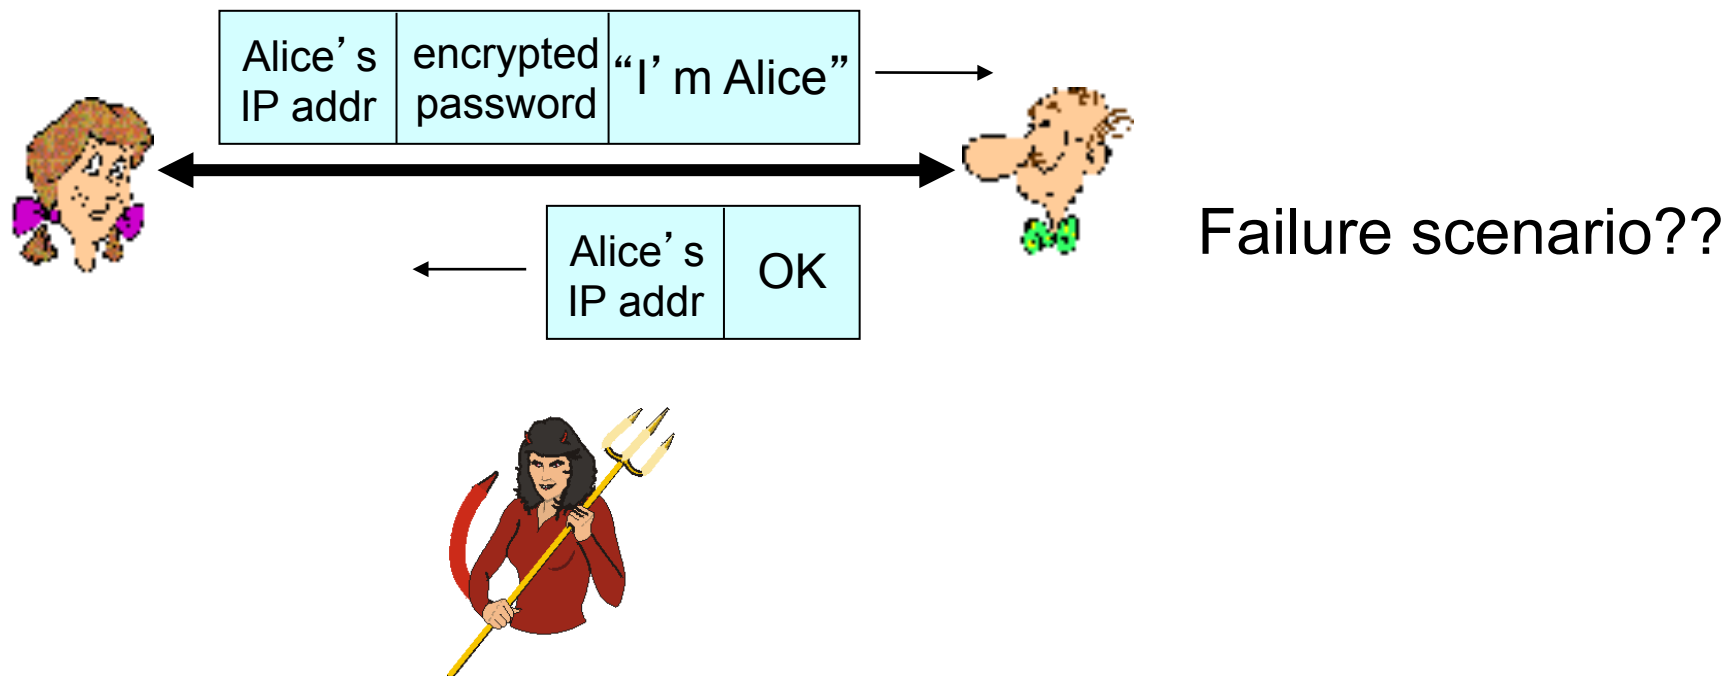 Alice’s
IP addr
encrypted
password
“I’m Alice”
Alice’s
IP addr
OK
Failure scenario??